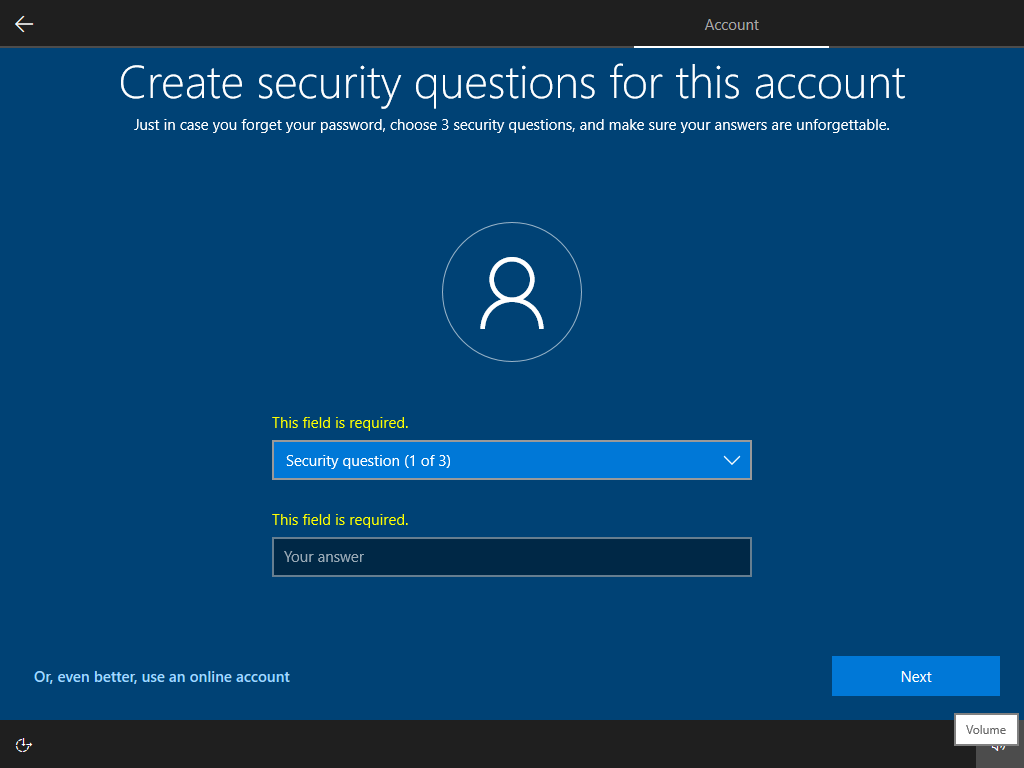 Account
Create security questions for this account
Just in case you forget your password, choose 3 security questions, and make sure your answers are unforgettable.
This field is required.
Security question (1 of 3)
This field is required.
Your answer
Or, even better, use an online account
Next
Volume